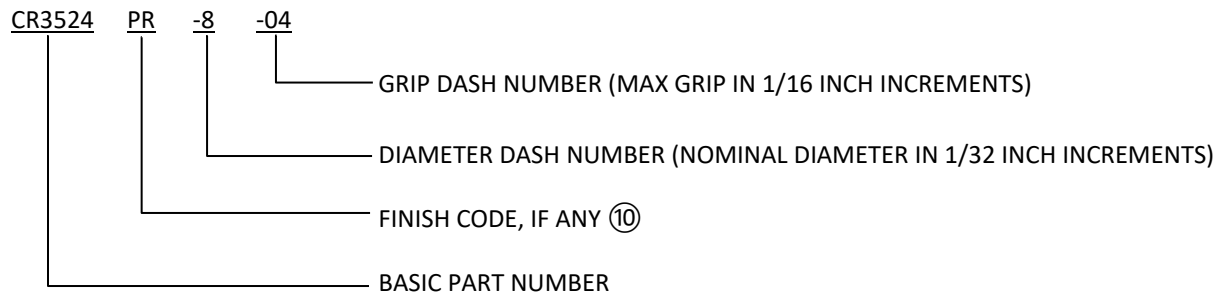 CR3524 PR -8 -04
GRIP DASH NUMBER (MAX GRIP IN 1/16 INCH INCREMENTS)
DIAMETER DASH NUMBER (NOMINAL DIAMETER IN 1/32 INCH INCREMENTS)
FINISH CODE, IF ANY ⑩
BASIC PART NUMBER